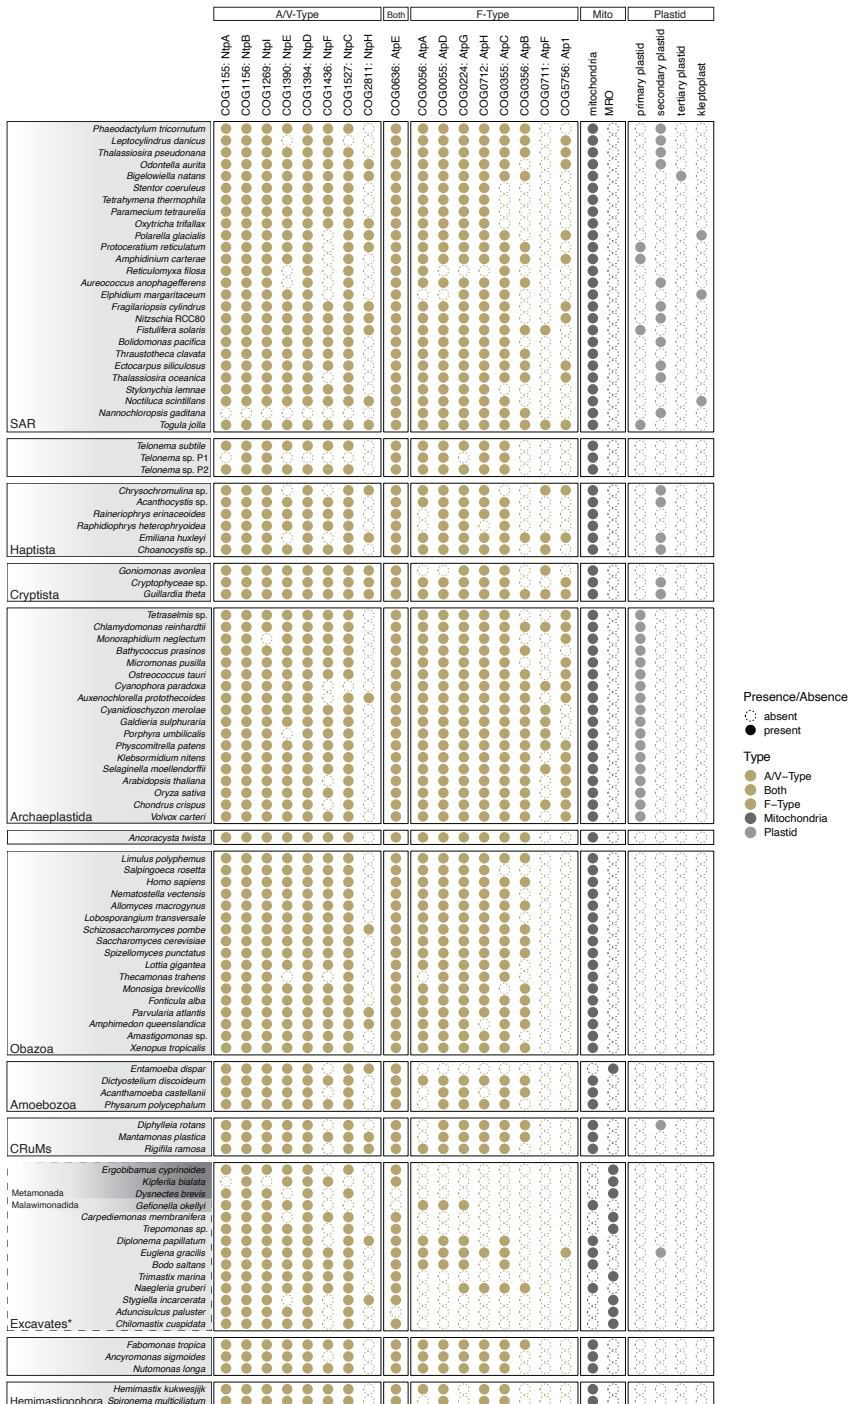 A/V-Type Both F-Type Mito Plastid
COG1155: NtpA
COG1156: NtpB
COG1269: NtpI
COG1390: NtpE
COG1394: NtpD
COG1436: NtpF
COG1527: NtpC
COG2811: NtpH
COG0636: AtpE
COG0056: AtpA
COG0055: AtpD
COG0224: AtpG
COG0712: AtpH
COG0355: AtpC
COG0356: AtpB
COG0711: AtpF
COG5756: Atp1
mitochondria
MRO
primary plastid
secondary plastid
tertiary plastid
kleptoplast
Phaeodactylum tricornutum
Leptocylindrus danicus
Thalassiosira pseudonana
Odontella aurita
Bigelowiella natans
Stentor coeruleus
Tetrahymena thermophila
Paramecium tetraurelia
Oxytricha trifallax
Polarella glacialis
Protoceratium reticulatum
Amphidinium carterae
Reticulomyxa filosa
Aureococcus anophagefferens
Elphidium margaritaceum
Fragilariopsis cylindrus
Nitzschia RCC80
Fistulifera solaris
Bolidomonas pacifica
Thraustotheca clavata
Ectocarpus siliculosus
Thalassiosira oceanica
Stylonychia lemnae
Noctiluca scintillans
Nannochloropsis gaditana
SAR Togula jolla
Telonema subtile
Telonema sp. P1
Telonema sp. P2
Chrysochromulina sp.
Acanthocystis sp.
Raineriophrys erinaceoides
Raphidiophrys heterophryoidea
Emiliana huxleyi
Haptista Choanocystis sp.
Goniomonas avonlea
Cryptophyceae sp.
Cryptista Guillardia theta
Tetraselmis sp.
Chlamydomonas reinhardtii
Monoraphidium neglectum
Bathycoccus prasinos
Micromonas pusilla
Ostreococcus tauri
Cyanophora paradoxa
Auxenochlorella protothecoides
Cyanidioschyzon merolae
Galdieria sulphuraria
Porphyra umbilicalis
Physcomitrella patens
Klebsormidium nitens
Selaginella moellendorffii
Arabidopsis thaliana
Oryza sativa
Chondrus crispus
Archaeplastida Volvox carteri
Ancoracysta twista
Limulus polyphemus
Salpingoeca rosetta
Homo sapiens
Nematostella vectensis
Allomyces macrogynus
Lobosporangium transversale
Schizosaccharomyces pombe
Saccharomyces cerevisiae
Spizellomyces punctatus
Lottia gigantea
Thecamonas trahens
Monosiga brevicollis
Fonticula alba
Parvularia atlantis
Amphimedon queenslandica
Amastigomonas sp.
Obazoa Xenopus tropicalis
Entamoeba dispar
Dictyostelium discoideum
Acanthamoeba castellanii
Amoebozoa Physarum polycephalum
Diphylleia rotans
Mantamonas plastica
CRuMs Rigifila ramosa
Ergobibamus cyprinoides
Kipferlia bialata
Metamonada Dysnectes brevis
Malawimonadida Gefionella okellyi
Carpediemonas membranifera
Trepomonas sp.
Diplonema papillatum
Euglena gracilis
Bodo saltans
Trimastix marina
Naegleria gruberi
Stygiella incarcerata
Aduncisulcus paluster
Excavates* Chilomastix cuspidata
Fabomonas tropica
Ancyromonas sigmoides
Nutomonas longa
Hemimastix kukwesjijk
Hemimastigophora Spironema multiciliatum
Presence/Absence
absent
present
Type
A/V-Type
Both
F-Type
Mitochondria
Plastid